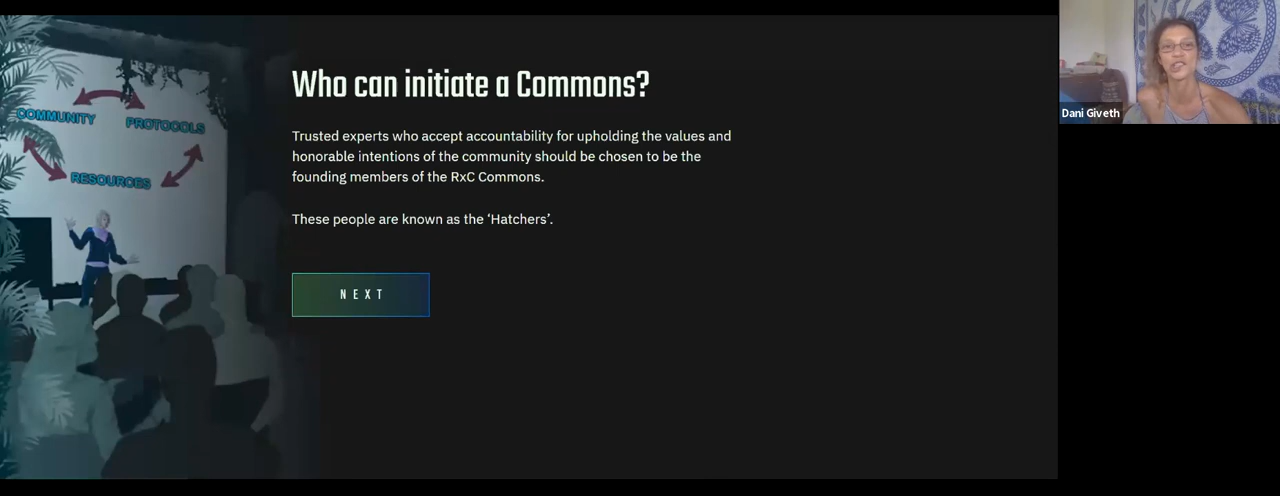 Who can initiate a Commons?
Trusted experts who accept accountability for upholding the values and
honorable intentions of the community should be chosen to be the
founding members of the RxC Commons.
These people are known as the ‘Hatchers’.
NEXT
COMMUNITY
PROTOCOLS
RESOURCES
Dani Giveth